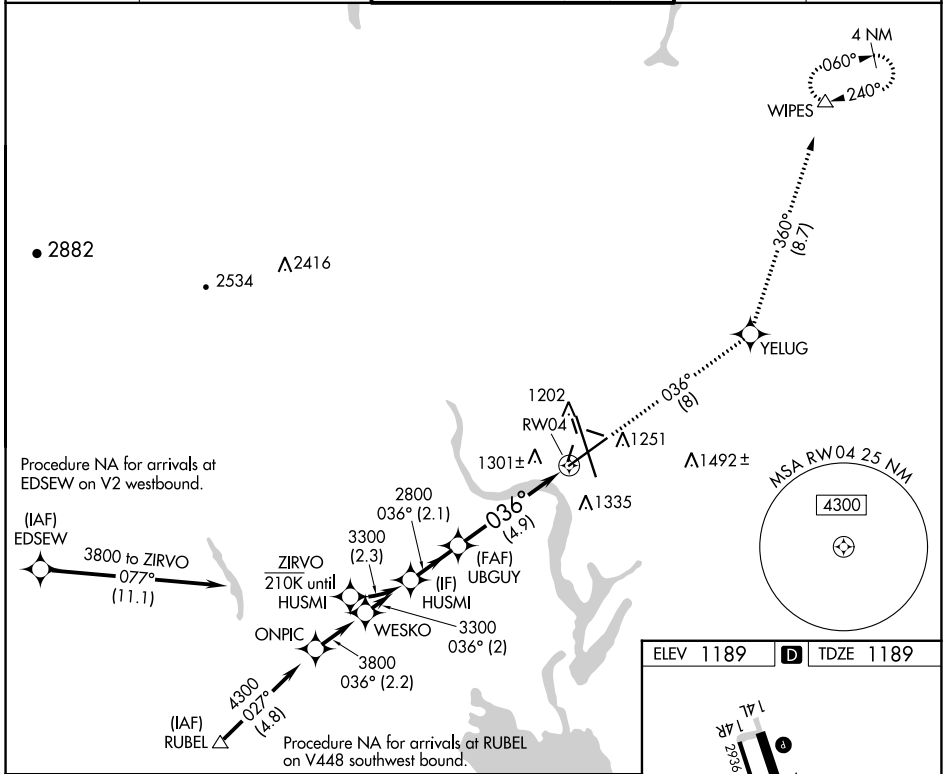 4 NM
060°
240°
WIPES
2882
2534
2416
360°
(8.7)
YELUG
036°
(8)
1202
RW04
1251
1301±
1492±
1335
Procedure NA for arrivals at
EDSEW on V2 westbound.
MSA RW04 25 NM
4300
(IAF)
EDSEW
3800 to ZIRVO
077°
(11.1)
2800
036° (2.1)
036°
(4.9)
3300
(2.3)
ZIRVO
210K until
HUSMI
(FAF)
UBGUY
(IF)
HUSMI
WESKO
3300
036° (2)
ONPIC
3800
036° (2.2)
4300
027°
(4.8)
(IAF)
RUBEL
Procedure NA for arrivals at RUBEL
on V448 southwest bound.
ELEV 1189 D TDZE 1189
14L
14R
2936
P